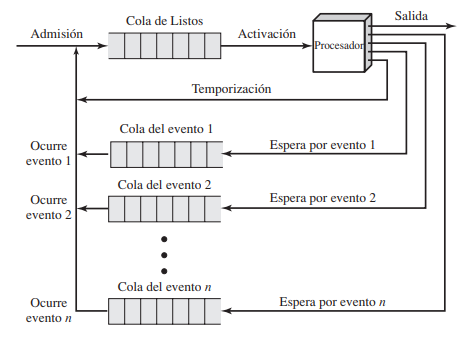 Cola de Listos
Salida
Admisión
Activación
Procesador
Temporización
Cola del evento 1
Ocurre
evento 1
Espera por evento 1
Cola del evento 2
Ocurre
evento 2
Espera por evento 2
Cola del evento n
Ocurre
evento n
Espera por evento n